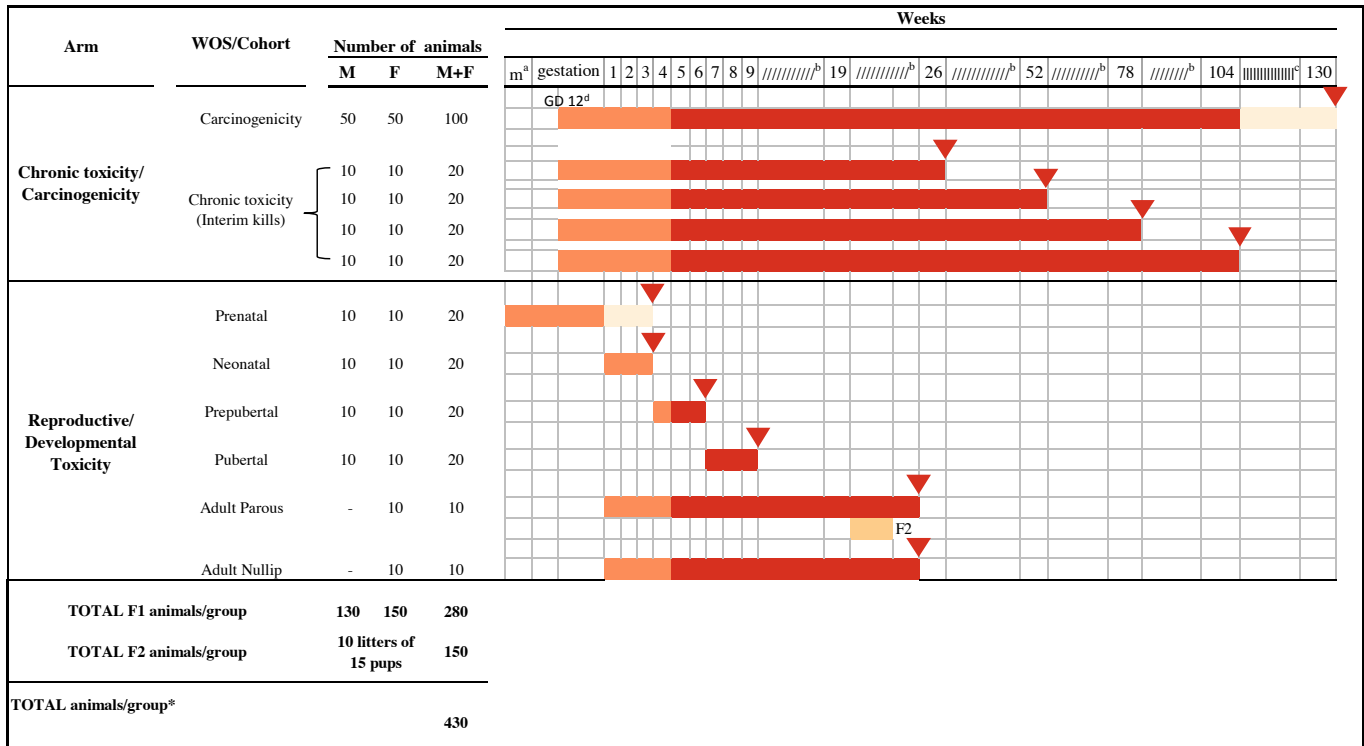 Weeks
Arm WOS/Cohort Number of animals
M F M+F mᵃ gestation 1 2 3 4 5 6 7 8 9 ///////////ᵇ 19 ///////////ᵇ 26 ////////////ᵇ 52 //////////ᵇ 78 ////////ᵇ 104 |||||||||||||||ᶜ 130
GD 12ᵈ
Carcinogenicity 50 50 100
Chronic toxicity/
Carcinogenicity
Chronic toxicity
(Interim kills)
10 10 20
10 10 20
10 10 20
10 10 20
Reproductive/
Developmental
Toxicity
Prenatal 10 10 20
Neonatal 10 10 20
Prepubertal 10 10 20
Pubertal 10 10 20
Adult Parous - 10 10
F2
Adult Nullip - 10 10
TOTAL F1 animals/group 130 150 280
TOTAL F2 animals/group 10 litters of
15 pups 150
TOTAL animals/group*
430